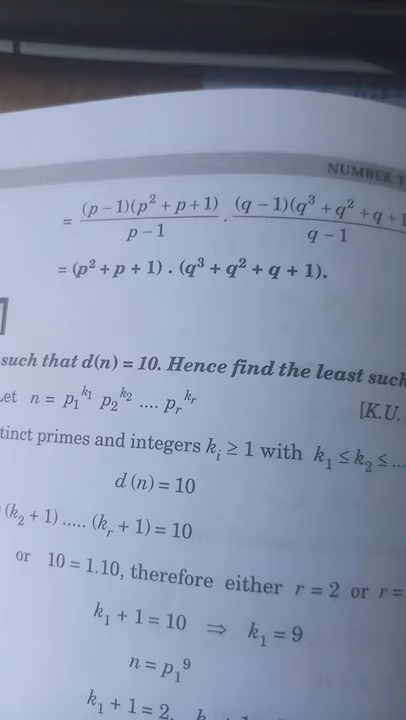 NUMBER T
= (p − 1)(p² + p + 1) / p − 1 . (q − 1)(q³ + q² + q + 1 / q − 1
= (p² + p + 1) . (q³ + q² + q + 1).
such that d(n) = 10. Hence find the least such
et n = p₁^k₁ p₂^k₂ .... pᵣ^kᵣ
[K.U.
tinct primes and integers kᵢ ≥ 1 with k₁ ≤ k₂ ≤ ...
d (n) = 10
(k₂ + 1) ..... (kᵣ + 1) = 10
or 10 = 1.10, therefore either r = 2 or r =
k₁ + 1 = 10 ⇒ k₁ = 9
n = p₁⁹
k₁ + 1 = 2,